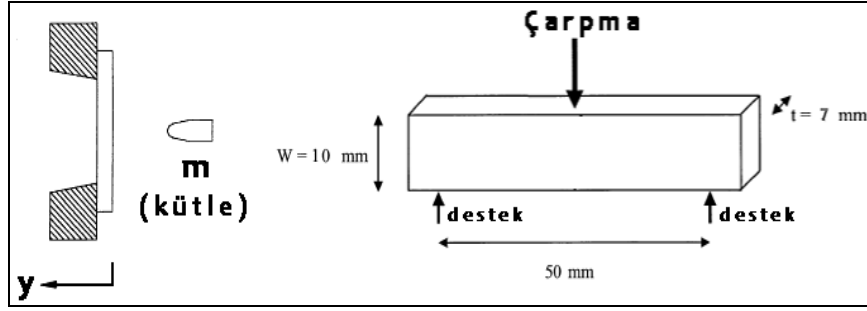 Çarpma
t = 7 mm
W = 10 mm
m
(kütle)
destek
destek
50 mm
y